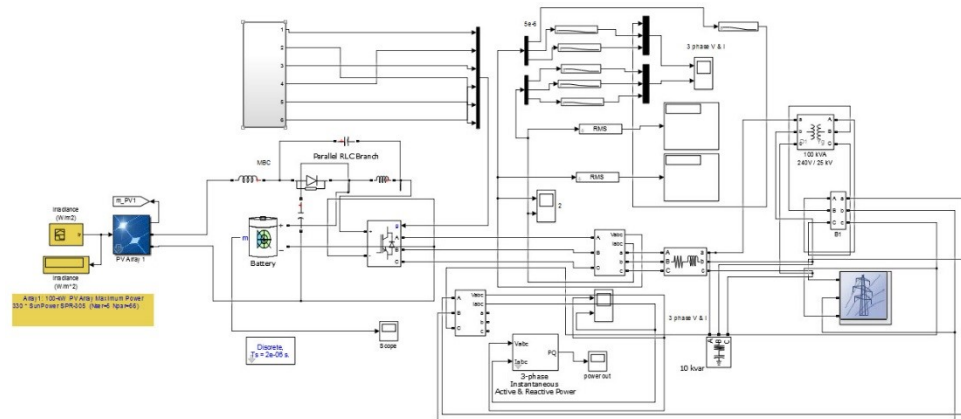 1
2
3
4
5
6
5e-6
3 phase V & I
Parallel RLC Branch
MBC
RMS
RMS
2
a
b
c
A
B
C
100 kVA
240V / 25 kV
A
B
C
a
b
c
B1
m_PV1
Irradiance
(W/m2)
PV Array 1
Irradiance
(W/m^2)
Array1: 100-kW PV Array Maximum Power
330 * SunPower SPR-305 (Nser=5 Npar=66)
m
+
-
Battery
g
+
-
A
B
C
Vabc
Iabc
A
B
C
a
b
c
A
B
C
Vabc
Iabc
A
B
C
a
b
c
Scope
Discrete,
Ts = 2e-06 s.
Vabc
Iabc
PQ
3-phase
Instantaneous
Active & Reactive Power
power out
3 phase V & I
A
B
C
10 kvar